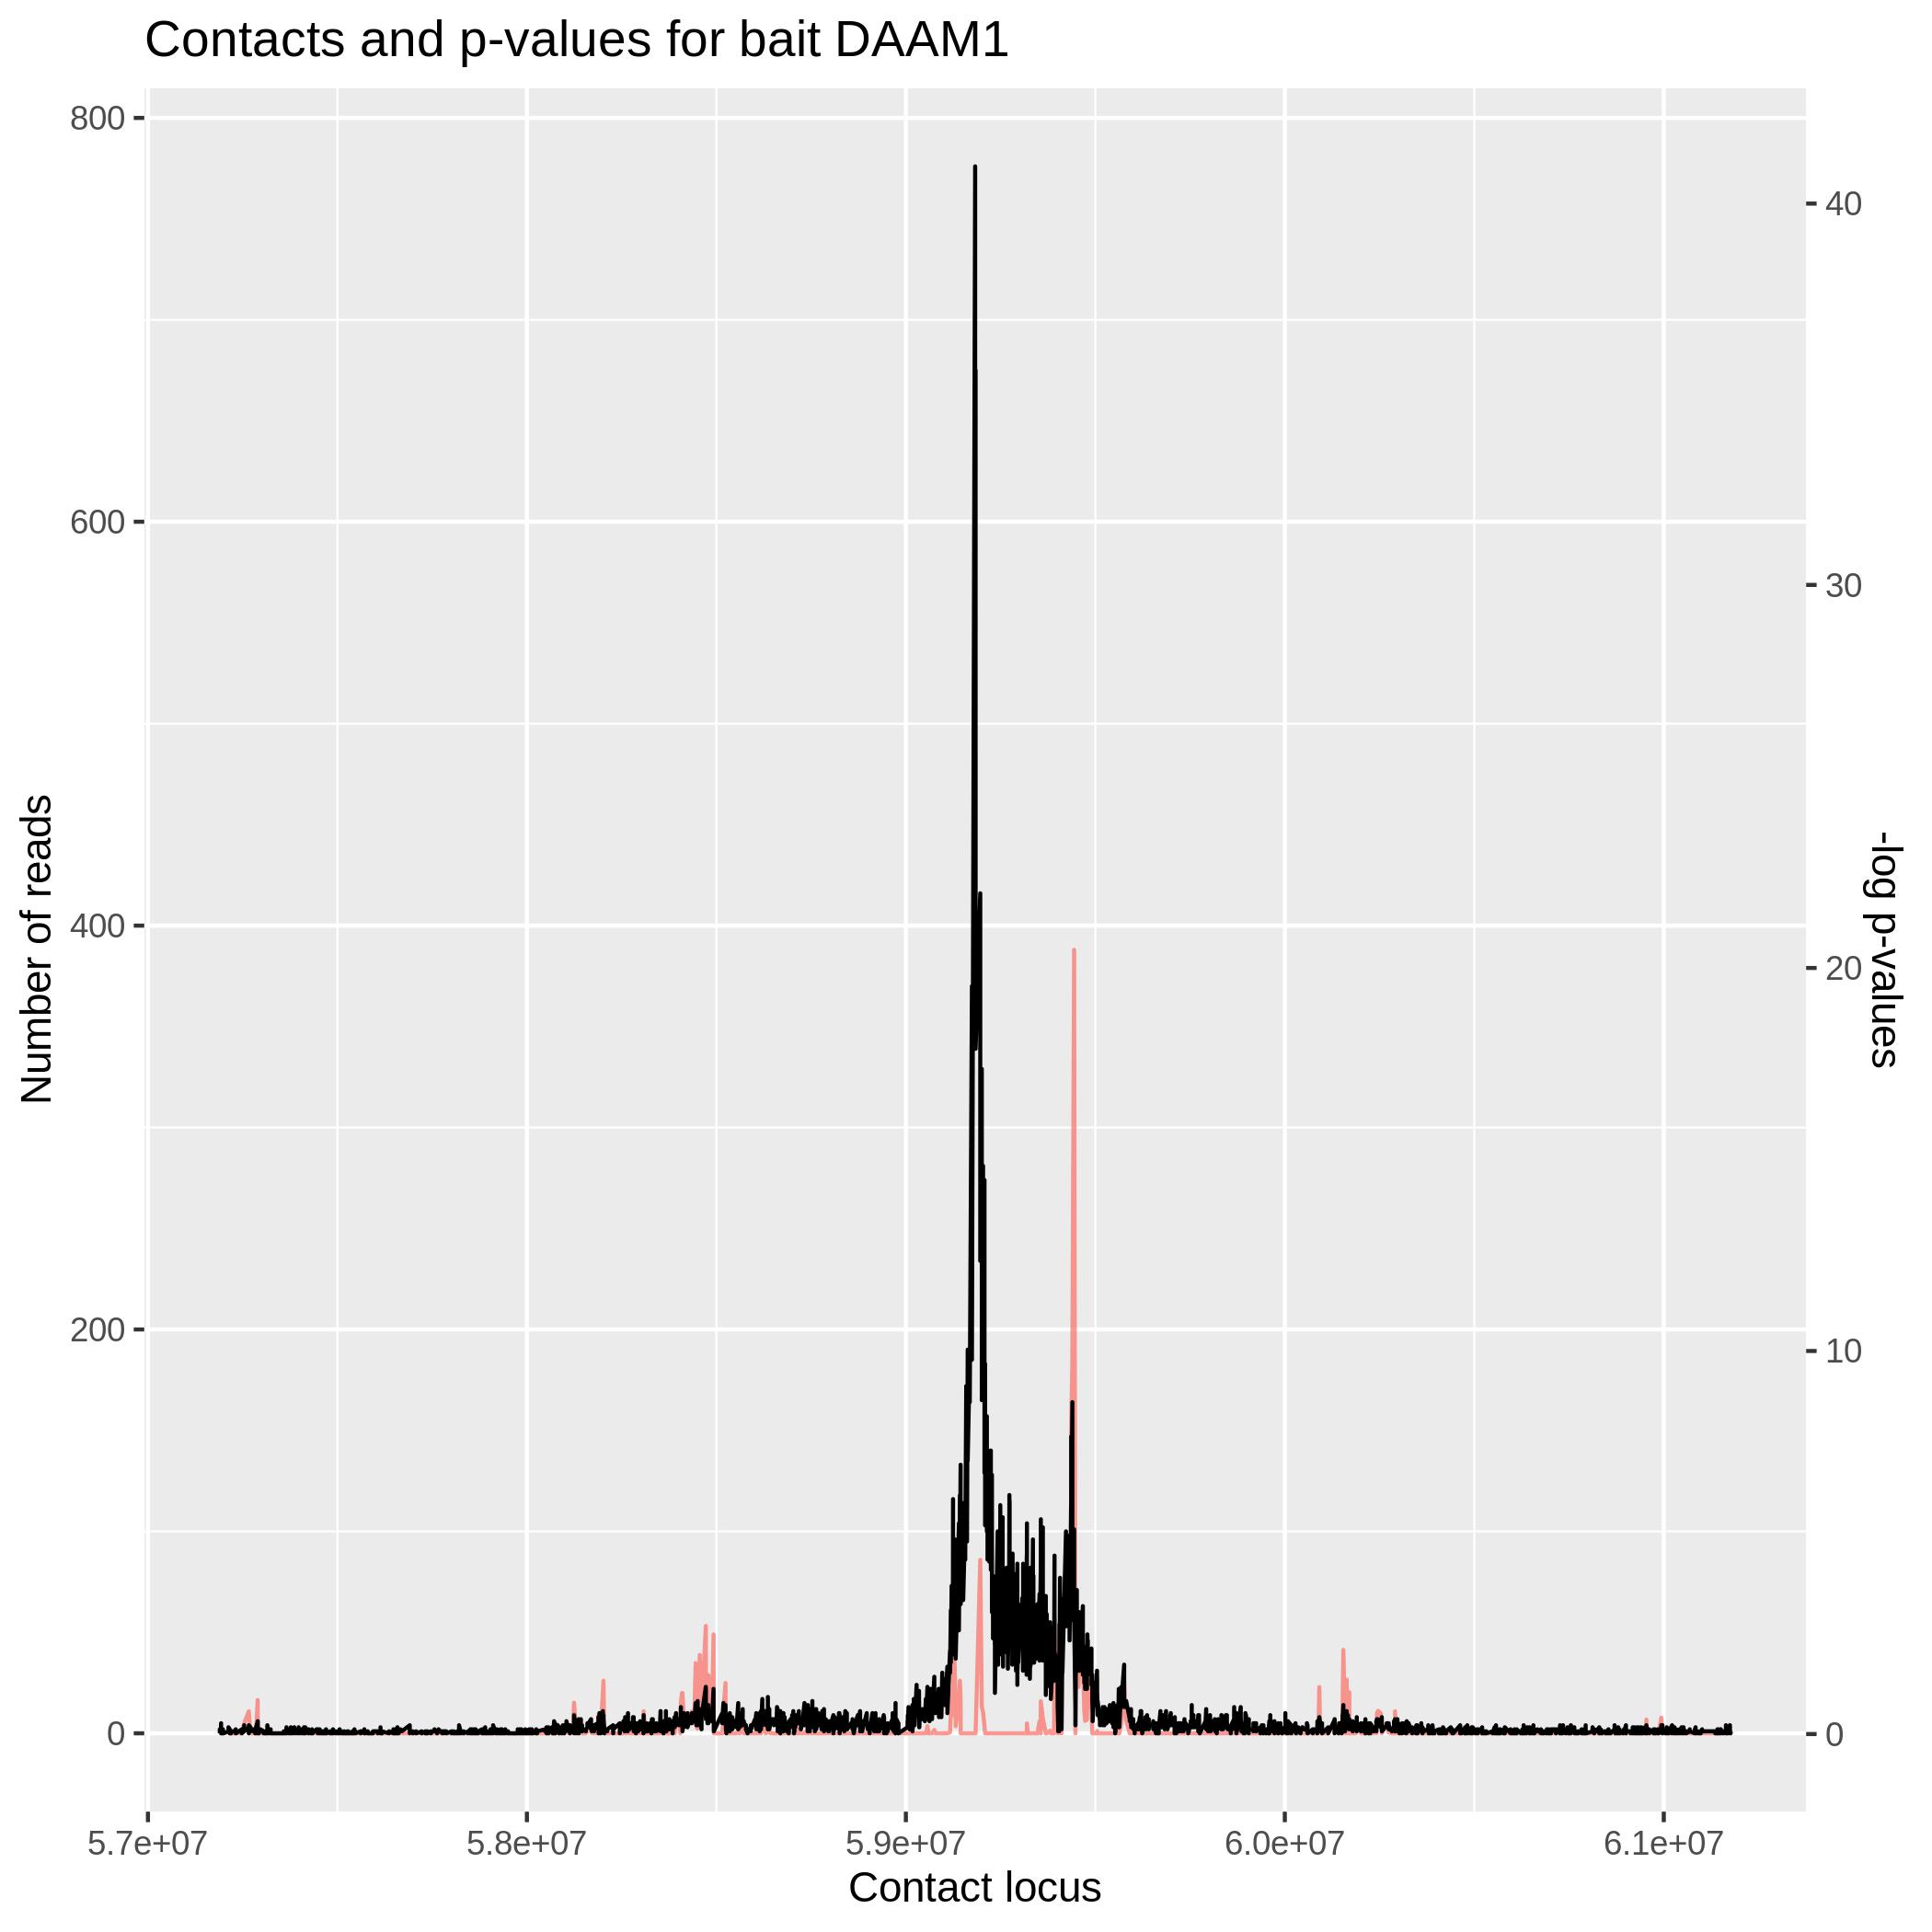 Contacts and p-values for bait DAAM1
800
600
400
200
0
Number of reads
40
30
20
10
0
-log p-values
5.7e+07
5.8e+07
5.9e+07
6.0e+07
6.1e+07
Contact locus